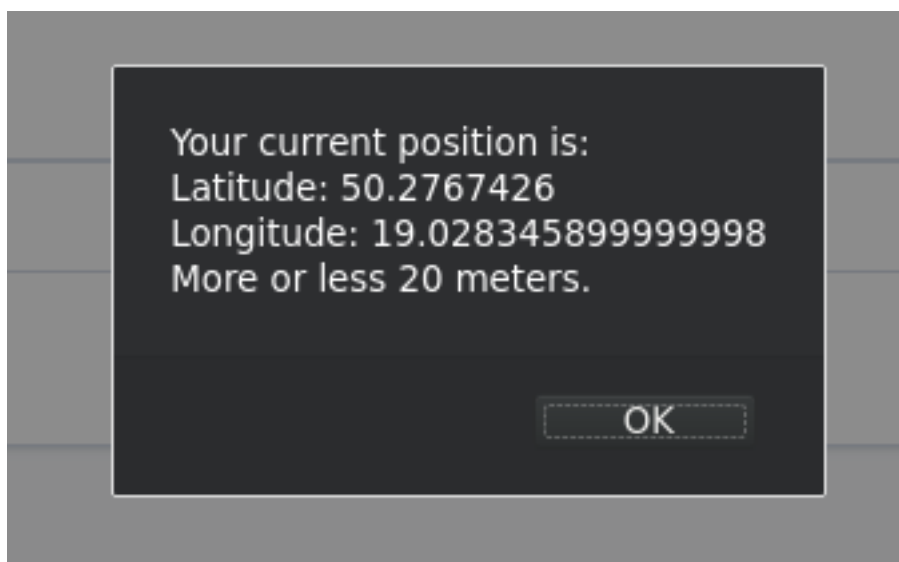 Your current position is:
Latitude: 50.2767426
Longitude: 19.028345899999998
More or less 20 meters.
OK